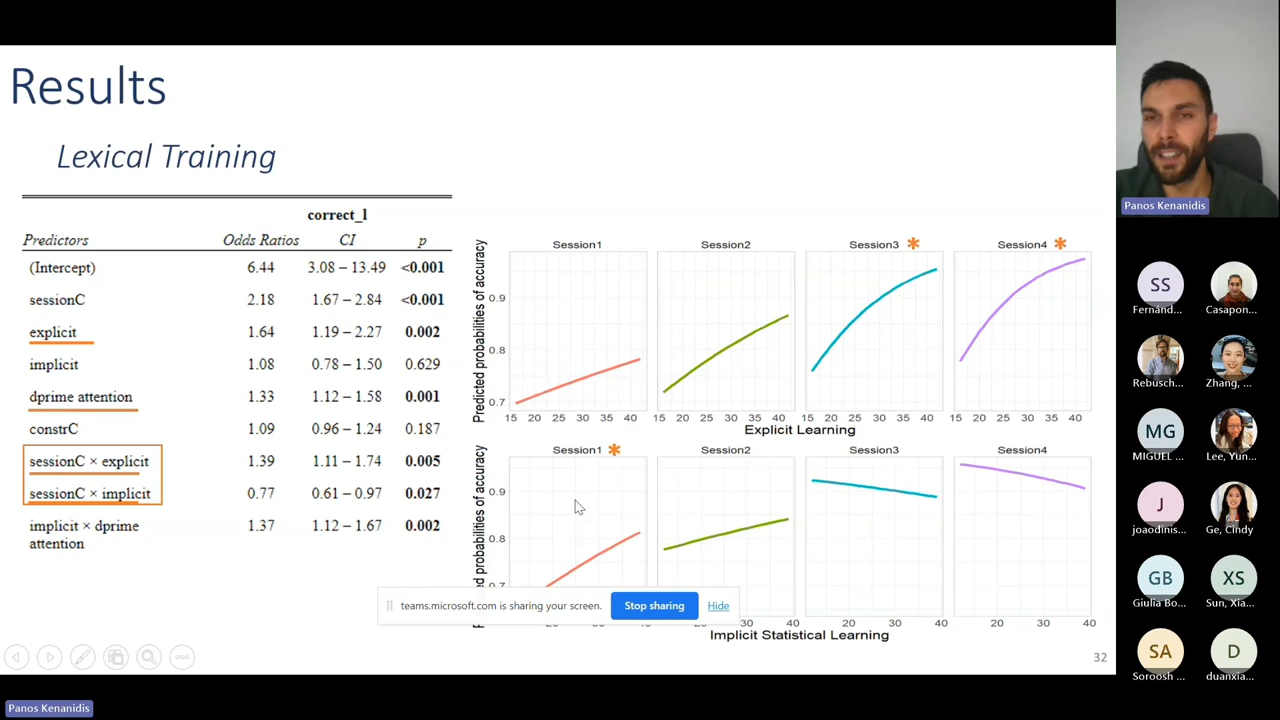 Results
Lexical Training
correct_l
Predictors Odds Ratios CI p
(Intercept) 6.44 3.08 – 13.49 <0.001
sessionC 2.18 1.67 – 2.84 <0.001
explicit 1.64 1.19 – 2.27 0.002
implicit 1.08 0.78 – 1.50 0.629
dprime attention 1.33 1.12 – 1.58 0.001
constrC 1.09 0.96 – 1.24 0.187
sessionC × explicit 1.39 1.11 – 1.74 0.005
sessionC × implicit 0.77 0.61 – 0.97 0.027
implicit × dprime 1.37 1.12 – 1.67 0.002
attention
Predicted probabilities of accuracy
Session1 Session2 Session3 * Session4 *
0.9
0.8
0.7
15 20 25 30 35 40 15 20 25 30 35 40 15 20 25 30 35 40 15 20 25 30 35 40
Explicit Learning
probabilities of accuracy
Session1 * Session2 Session3 Session4
0.9
0.8
30 40 20 30 40 20 30 40
Implicit Statistical Learning
teams.microsoft.com is sharing your screen. Stop sharing Hide
32
Panos Kenanidis
Panos Kenanidis
SS
Fernánd... Casapon...
Rebusch... Zhang, ...
MG
MIGUEL ... Lee, Yun...
J
joaodinis... Ge, Cindy
GB XS
Giulia Bo... Sun, Xia...
SA D
Soroosh ... duanxia...